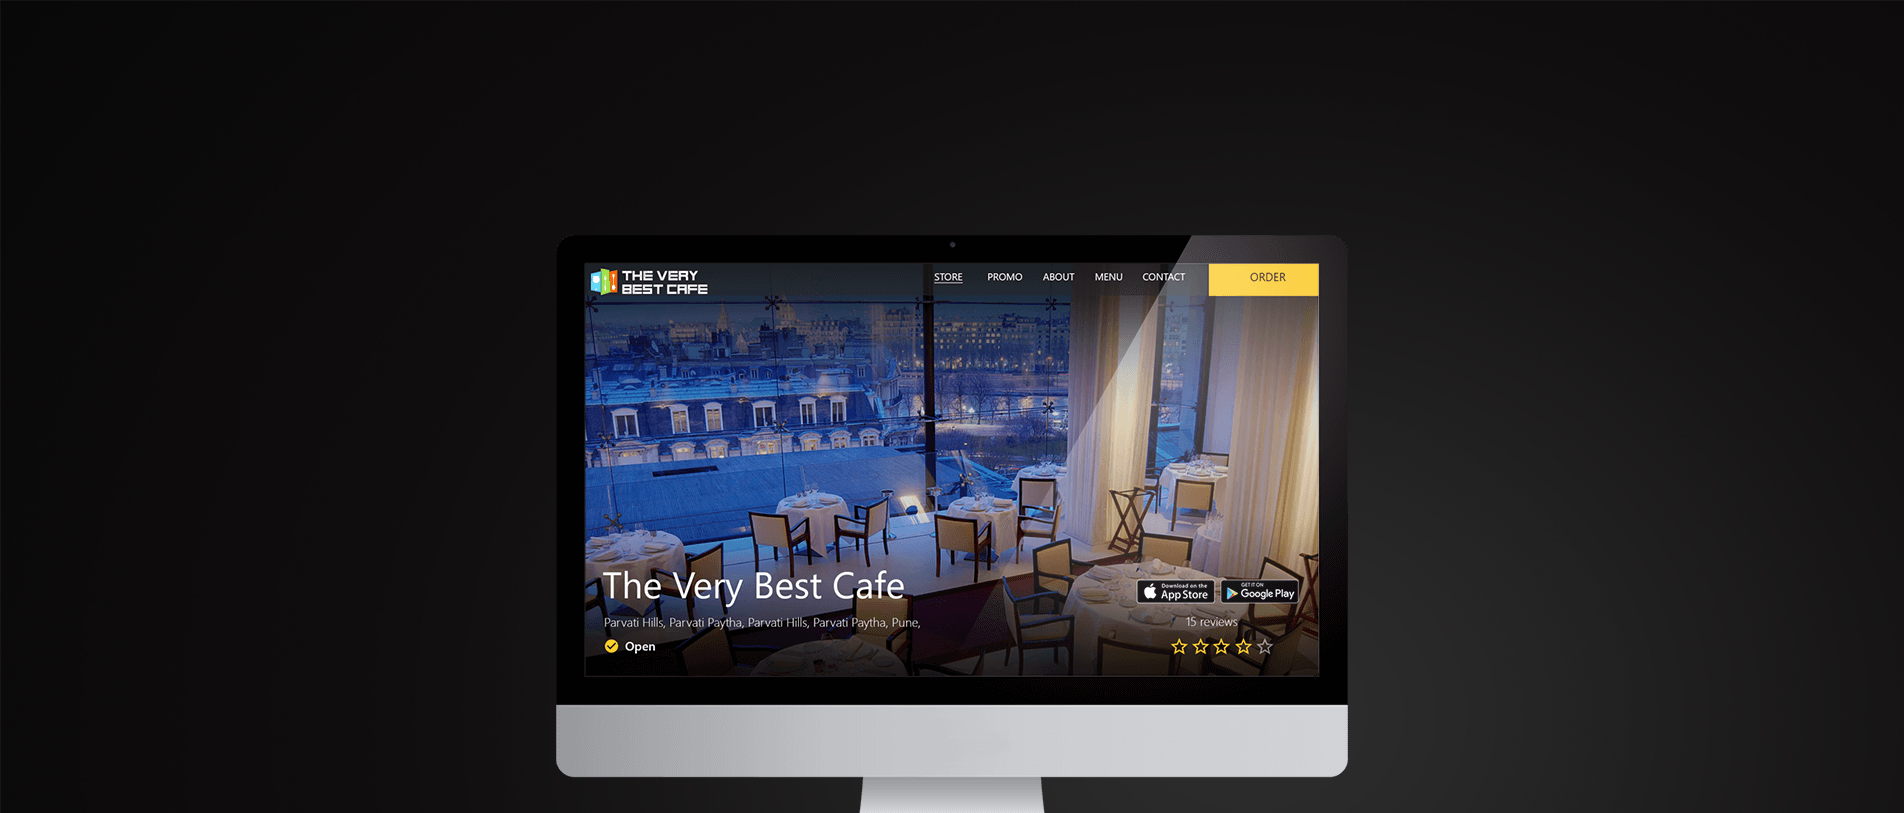 THE VERY
BEST CAFE
STORE PROMO ABOUT MENU CONTACT ORDER
The Very Best Cafe
Parvati Hills, Parvati Paytha, Parvati Hills, Parvati Paytha, Pune,
Open
Download on the
App Store
GET IT ON
Google Play
15 reviews